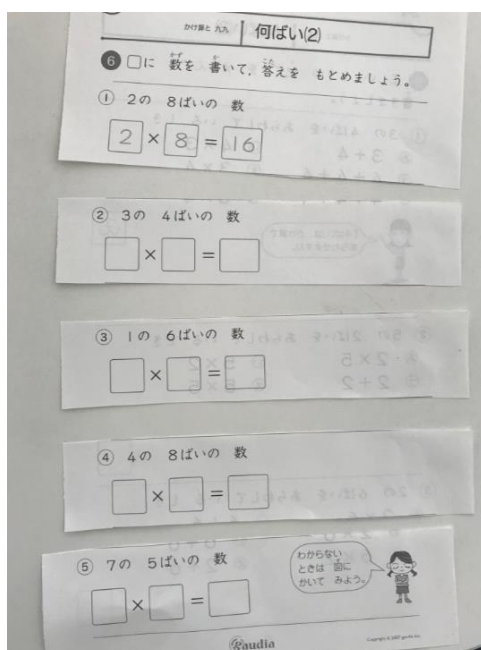 かけ算と 九九 何ばい(2)
6 □に 数を 書いて，答えを もとめましょう。
① 2の 8ばいの 数
2 × 8 = 16
② 3の 4ばいの 数
□ × □ = □
③ 1の 6ばいの 数
□ × □ = □
④ 4の 8ばいの 数
□ × □ = □
⑤ 7の 5ばいの 数
□ × □ = □
わからない
ときは 図に
かいて みよう。